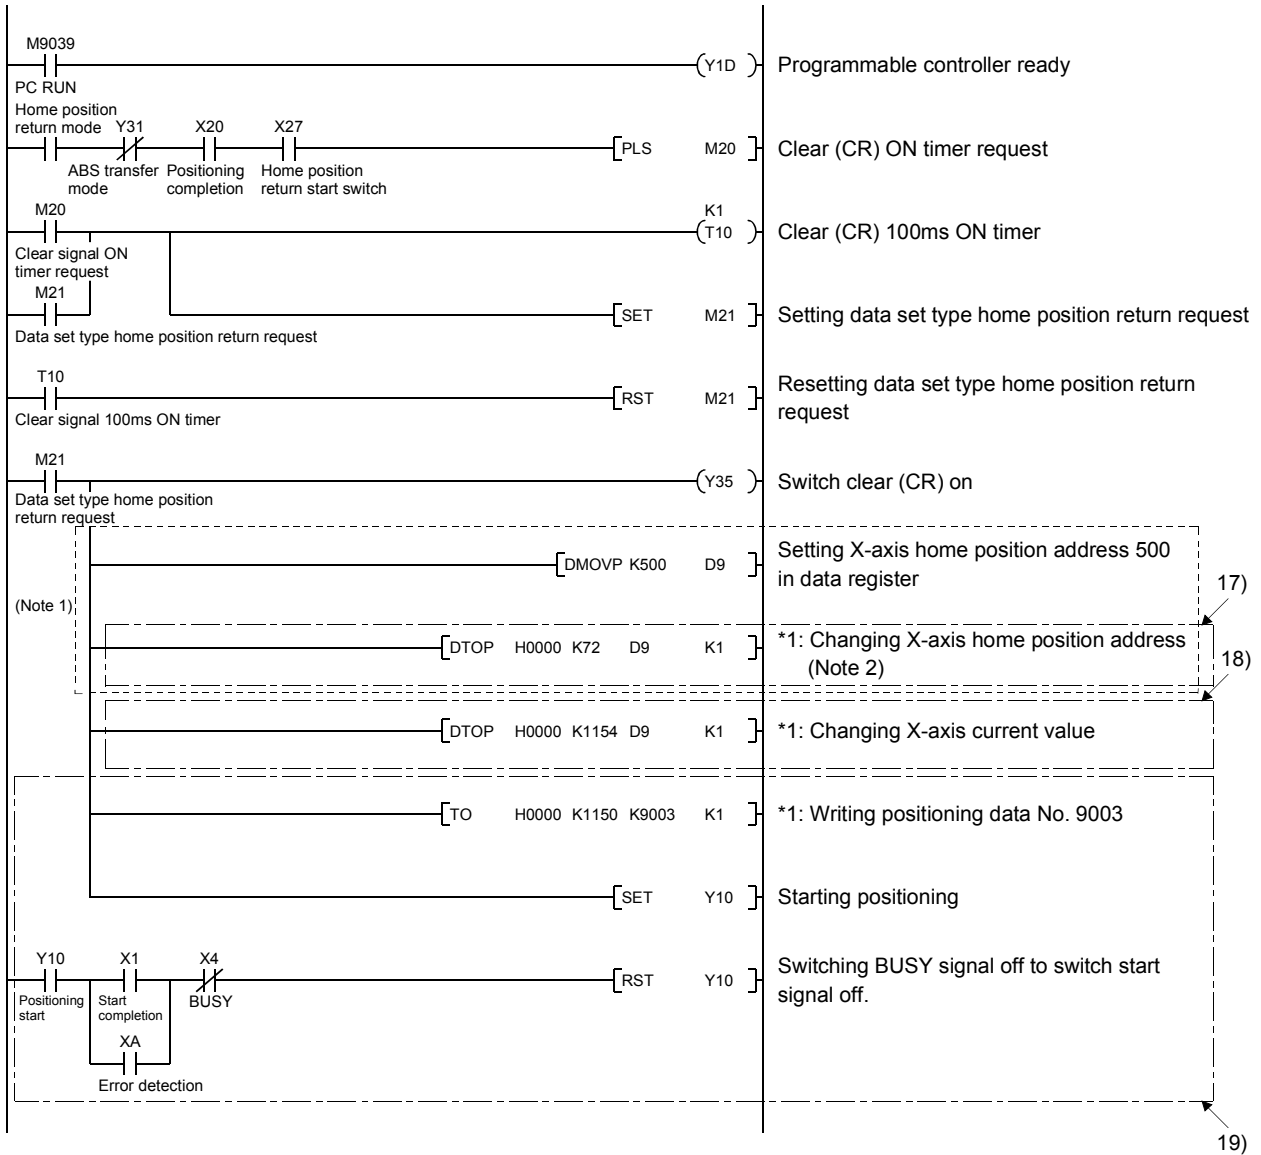 M9039
Y1D
Programmable controller ready
PC RUN
Home position
return mode
Y31
X20
X27
PLS M20
Clear (CR) ON timer request
ABS transfer
mode
Positioning
completion
Home position
return start switch
M20
K1
T10
Clear (CR) 100ms ON timer
Clear signal ON
timer request
M21
SET M21
Setting data set type home position return request
Data set type home position return request
T10
RST M21
Resetting data set type home position return
request
Clear signal 100ms ON timer
M21
Y35
Switch clear (CR) on
Data set type home position
return request
DMOVP K500 D9
Setting X-axis home position address 500
in data register
17)
(Note 1)
DTOP H0000 K72 D9 K1
*1: Changing X-axis home position address
(Note 2)
18)
DTOP H0000 K1154 D9 K1
*1: Changing X-axis current value
TO H0000 K1150 K9003 K1
*1: Writing positioning data No. 9003
SET Y10
Starting positioning
Y10
X1
X4
RST Y10
Switching BUSY signal off to switch start
signal off.
Positioning
start
Start
completion
BUSY
XA
Error detection
19)